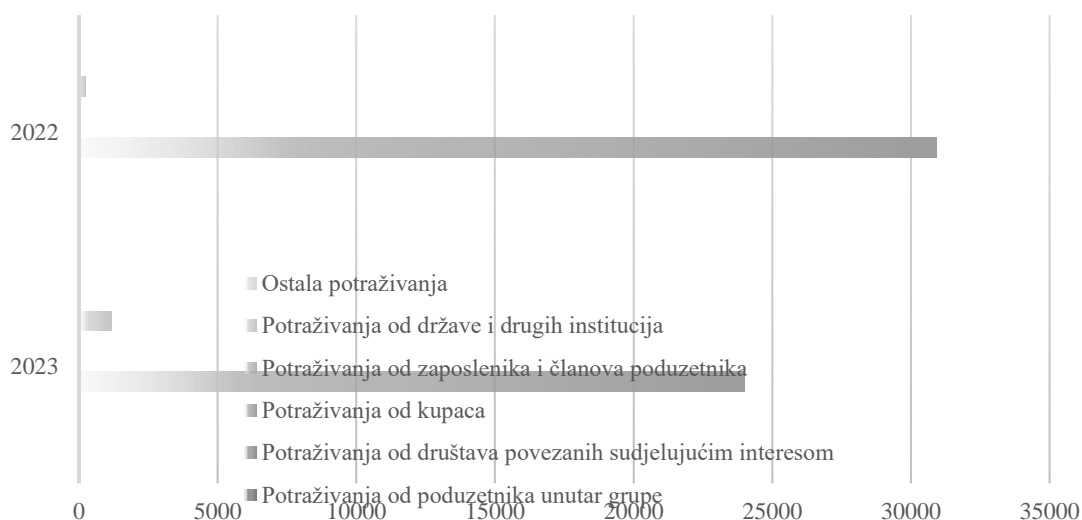 2022
Ostala potraživanja
Potraživanja od države i drugih institucija
2023
Potraživanja od zaposlenika i članova poduzetnika
Potraživanja od kupaca
Potraživanja od društava povezanih sudjelujućim interesom
Potraživanja od poduzetnika unutar grupe
0 5000 10000 15000 20000 25000 30000 35000